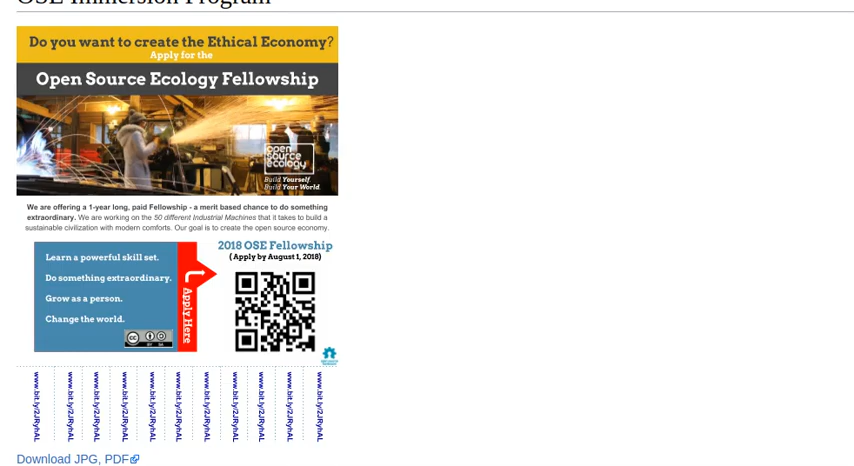 OSE Immersion Program
Do you want to create the Ethical Economy?
Apply for the
Open Source Ecology Fellowship
open
source
ecology
Build Yourself.
Build Your World.
We are offering a 1-year long, paid Fellowship - a merit based chance to do something
extraordinary. We are working on the 50 different Industrial Machines that it takes to build a
sustainable civilization with modern comforts. Our goal is to create the open source economy.
2018 OSE Fellowship
(Apply by August 1, 2018)
Learn a powerful skill set.
Do something extraordinary.
Grow as a person.
Change the world.
Apply Here
cc
BY SA
www.bit.ly/2JRyhAL
www.bit.ly/2JRyhAL
www.bit.ly/2JRyhAL
www.bit.ly/2JRyhAL
www.bit.ly/2JRyhAL
www.bit.ly/2JRyhAL
www.bit.ly/2JRyhAL
www.bit.ly/2JRyhAL
www.bit.ly/2JRyhAL
www.bit.ly/2JRyhAL
www.bit.ly/2JRyhAL
Download JPG, PDF